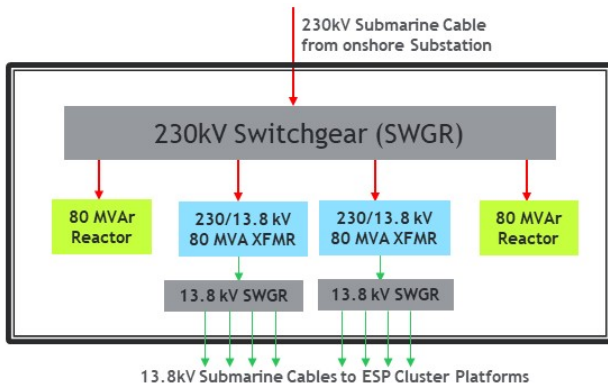 230kV Submarine Cable
from onshore Substation
230kV Switchgear (SWGR)
80 MVAr
Reactor
230/13.8 kV
80 MVA XFMR
230/13.8 kV
80 MVA XFMR
80 MVAr
Reactor
13.8 kV SWGR
13.8 kV SWGR
13.8kV Submarine Cables to ESP Cluster Platforms